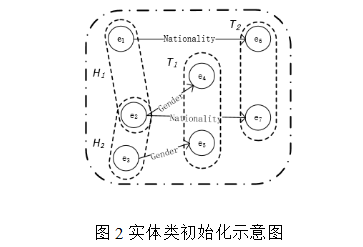 e1
Nationality
T2
e6
H1
T1
e4
Gender
e2
Nationality
e7
H2
Gender
e3
e5
图 2 实体类初始化示意图